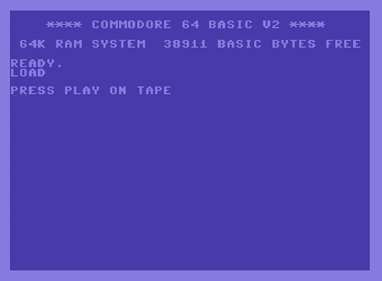 **** COMMODORE 64 BASIC V2 ****
64K RAM SYSTEM  38911 BASIC BYTES FREE
READY.
LOAD
PRESS PLAY ON TAPE